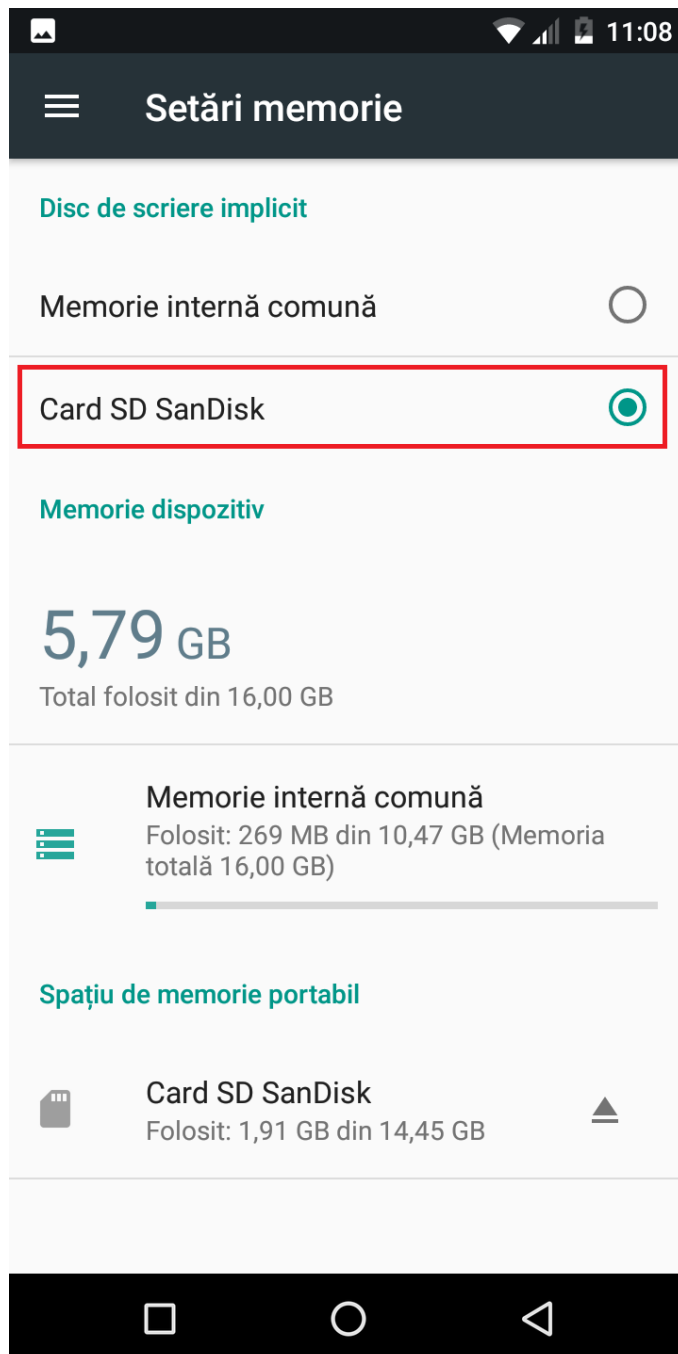 11:08
Setări memorie
Disc de scriere implicit
Memorie internă comună
Card SD SanDisk
Memorie dispozitiv
5,79 GB
Total folosit din 16,00 GB
Memorie internă comună
Folosit: 269 MB din 10,47 GB (Memoria
totală 16,00 GB)
Spațiu de memorie portabil
Card SD SanDisk
Folosit: 1,91 GB din 14,45 GB